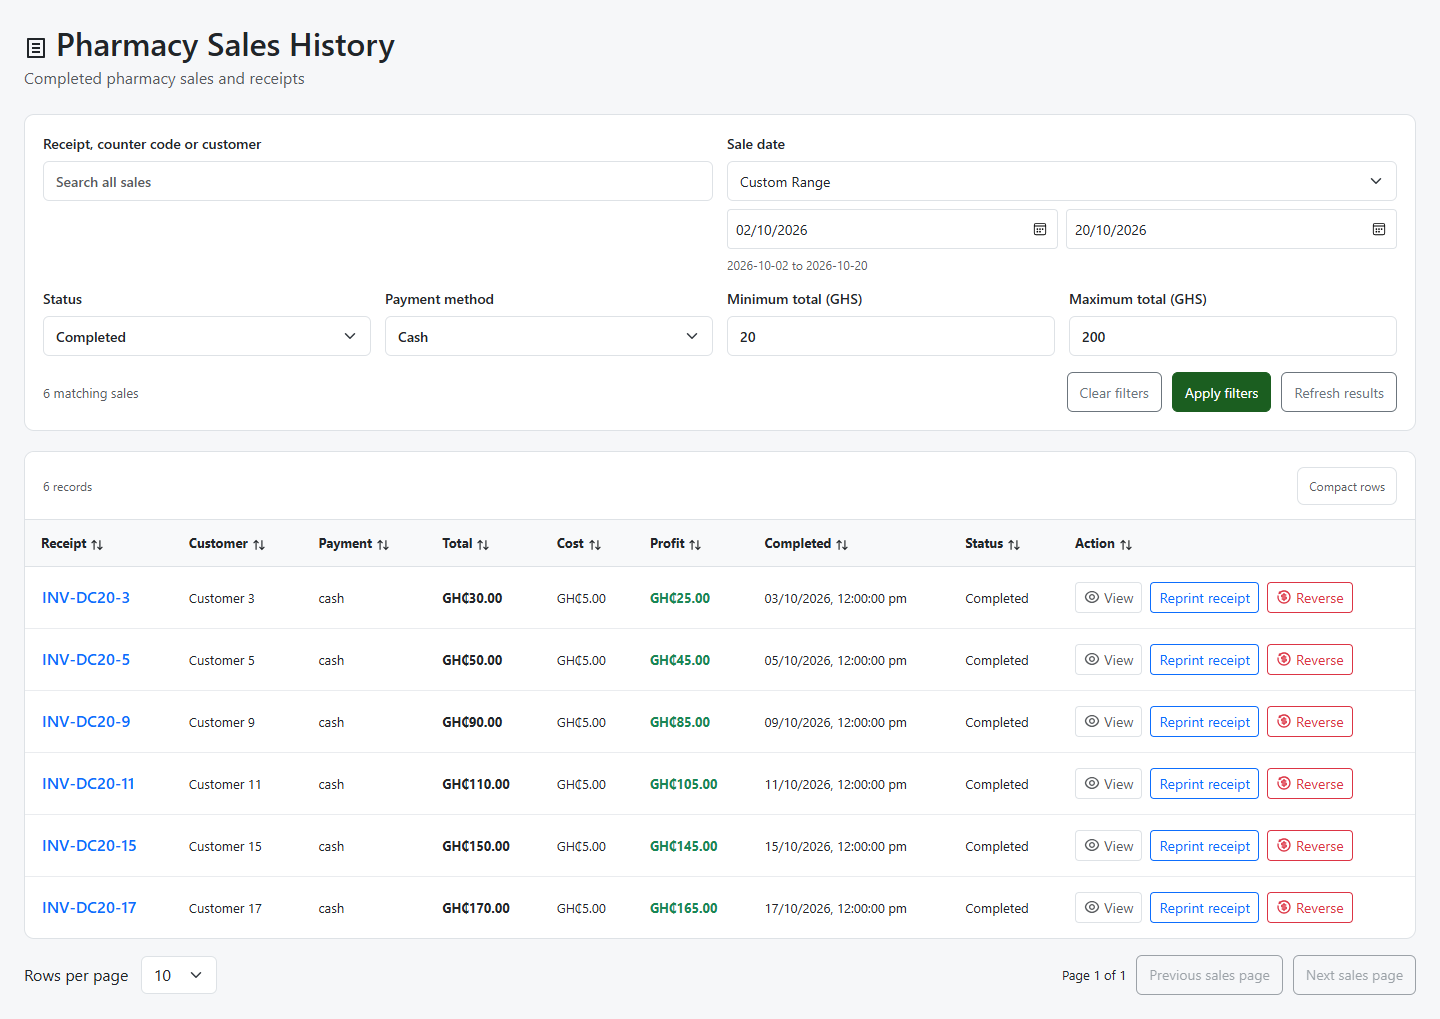 Pharmacy Sales History
Completed pharmacy sales and receipts
Receipt, counter code or customer
Search all sales
Sale date
Custom Range
02/10/2026
20/10/2026
2026-10-02 to 2026-10-20
Status
Completed
Payment method
Cash
Minimum total (GHS)
20
Maximum total (GHS)
200
6 matching sales
Clear filters
Apply filters
Refresh results
6 records
Compact rows
Receipt Customer Payment Total Cost Profit Completed Status Action
INV-DC20-3 Customer 3 cash GH₵30.00 GH₵5.00 GH₵25.00 03/10/2026, 12:00:00 pm Completed View Reprint receipt Reverse
INV-DC20-5 Customer 5 cash GH₵50.00 GH₵5.00 GH₵45.00 05/10/2026, 12:00:00 pm Completed View Reprint receipt Reverse
INV-DC20-9 Customer 9 cash GH₵90.00 GH₵5.00 GH₵85.00 09/10/2026, 12:00:00 pm Completed View Reprint receipt Reverse
INV-DC20-11 Customer 11 cash GH₵110.00 GH₵5.00 GH₵105.00 11/10/2026, 12:00:00 pm Completed View Reprint receipt Reverse
INV-DC20-15 Customer 15 cash GH₵150.00 GH₵5.00 GH₵145.00 15/10/2026, 12:00:00 pm Completed View Reprint receipt Reverse
INV-DC20-17 Customer 17 cash GH₵170.00 GH₵5.00 GH₵165.00 17/10/2026, 12:00:00 pm Completed View Reprint receipt Reverse
Rows per page 10
Page 1 of 1
Previous sales page
Next sales page